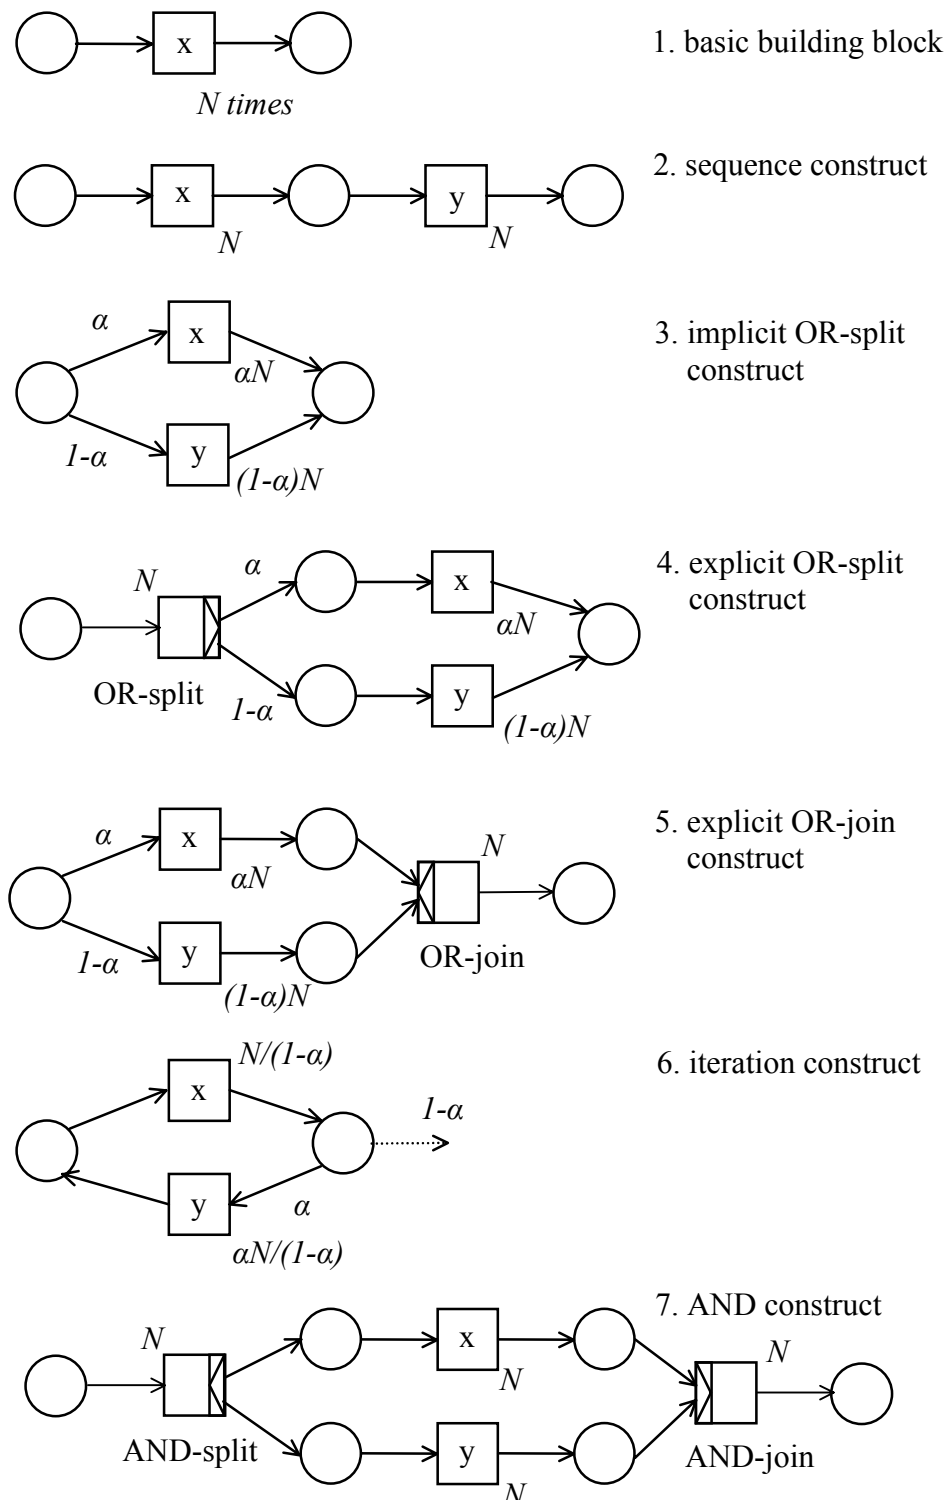 x
1. basic building block
N times
2. sequence construct
x
y
N
N
α
x
3. implicit OR-split
construct
αN
1-α
y
(1-α)N
4. explicit OR-split
construct
N
α
x
αN
OR-split
1-α
y
(1-α)N
5. explicit OR-join
construct
α
x
N
αN
1-α
y
OR-join
(1-α)N
6. iteration construct
N/(1-α)
x
1-α
y
α
αN/(1-α)
7. AND construct
N
x
N
N
AND-split
y
AND-join
N